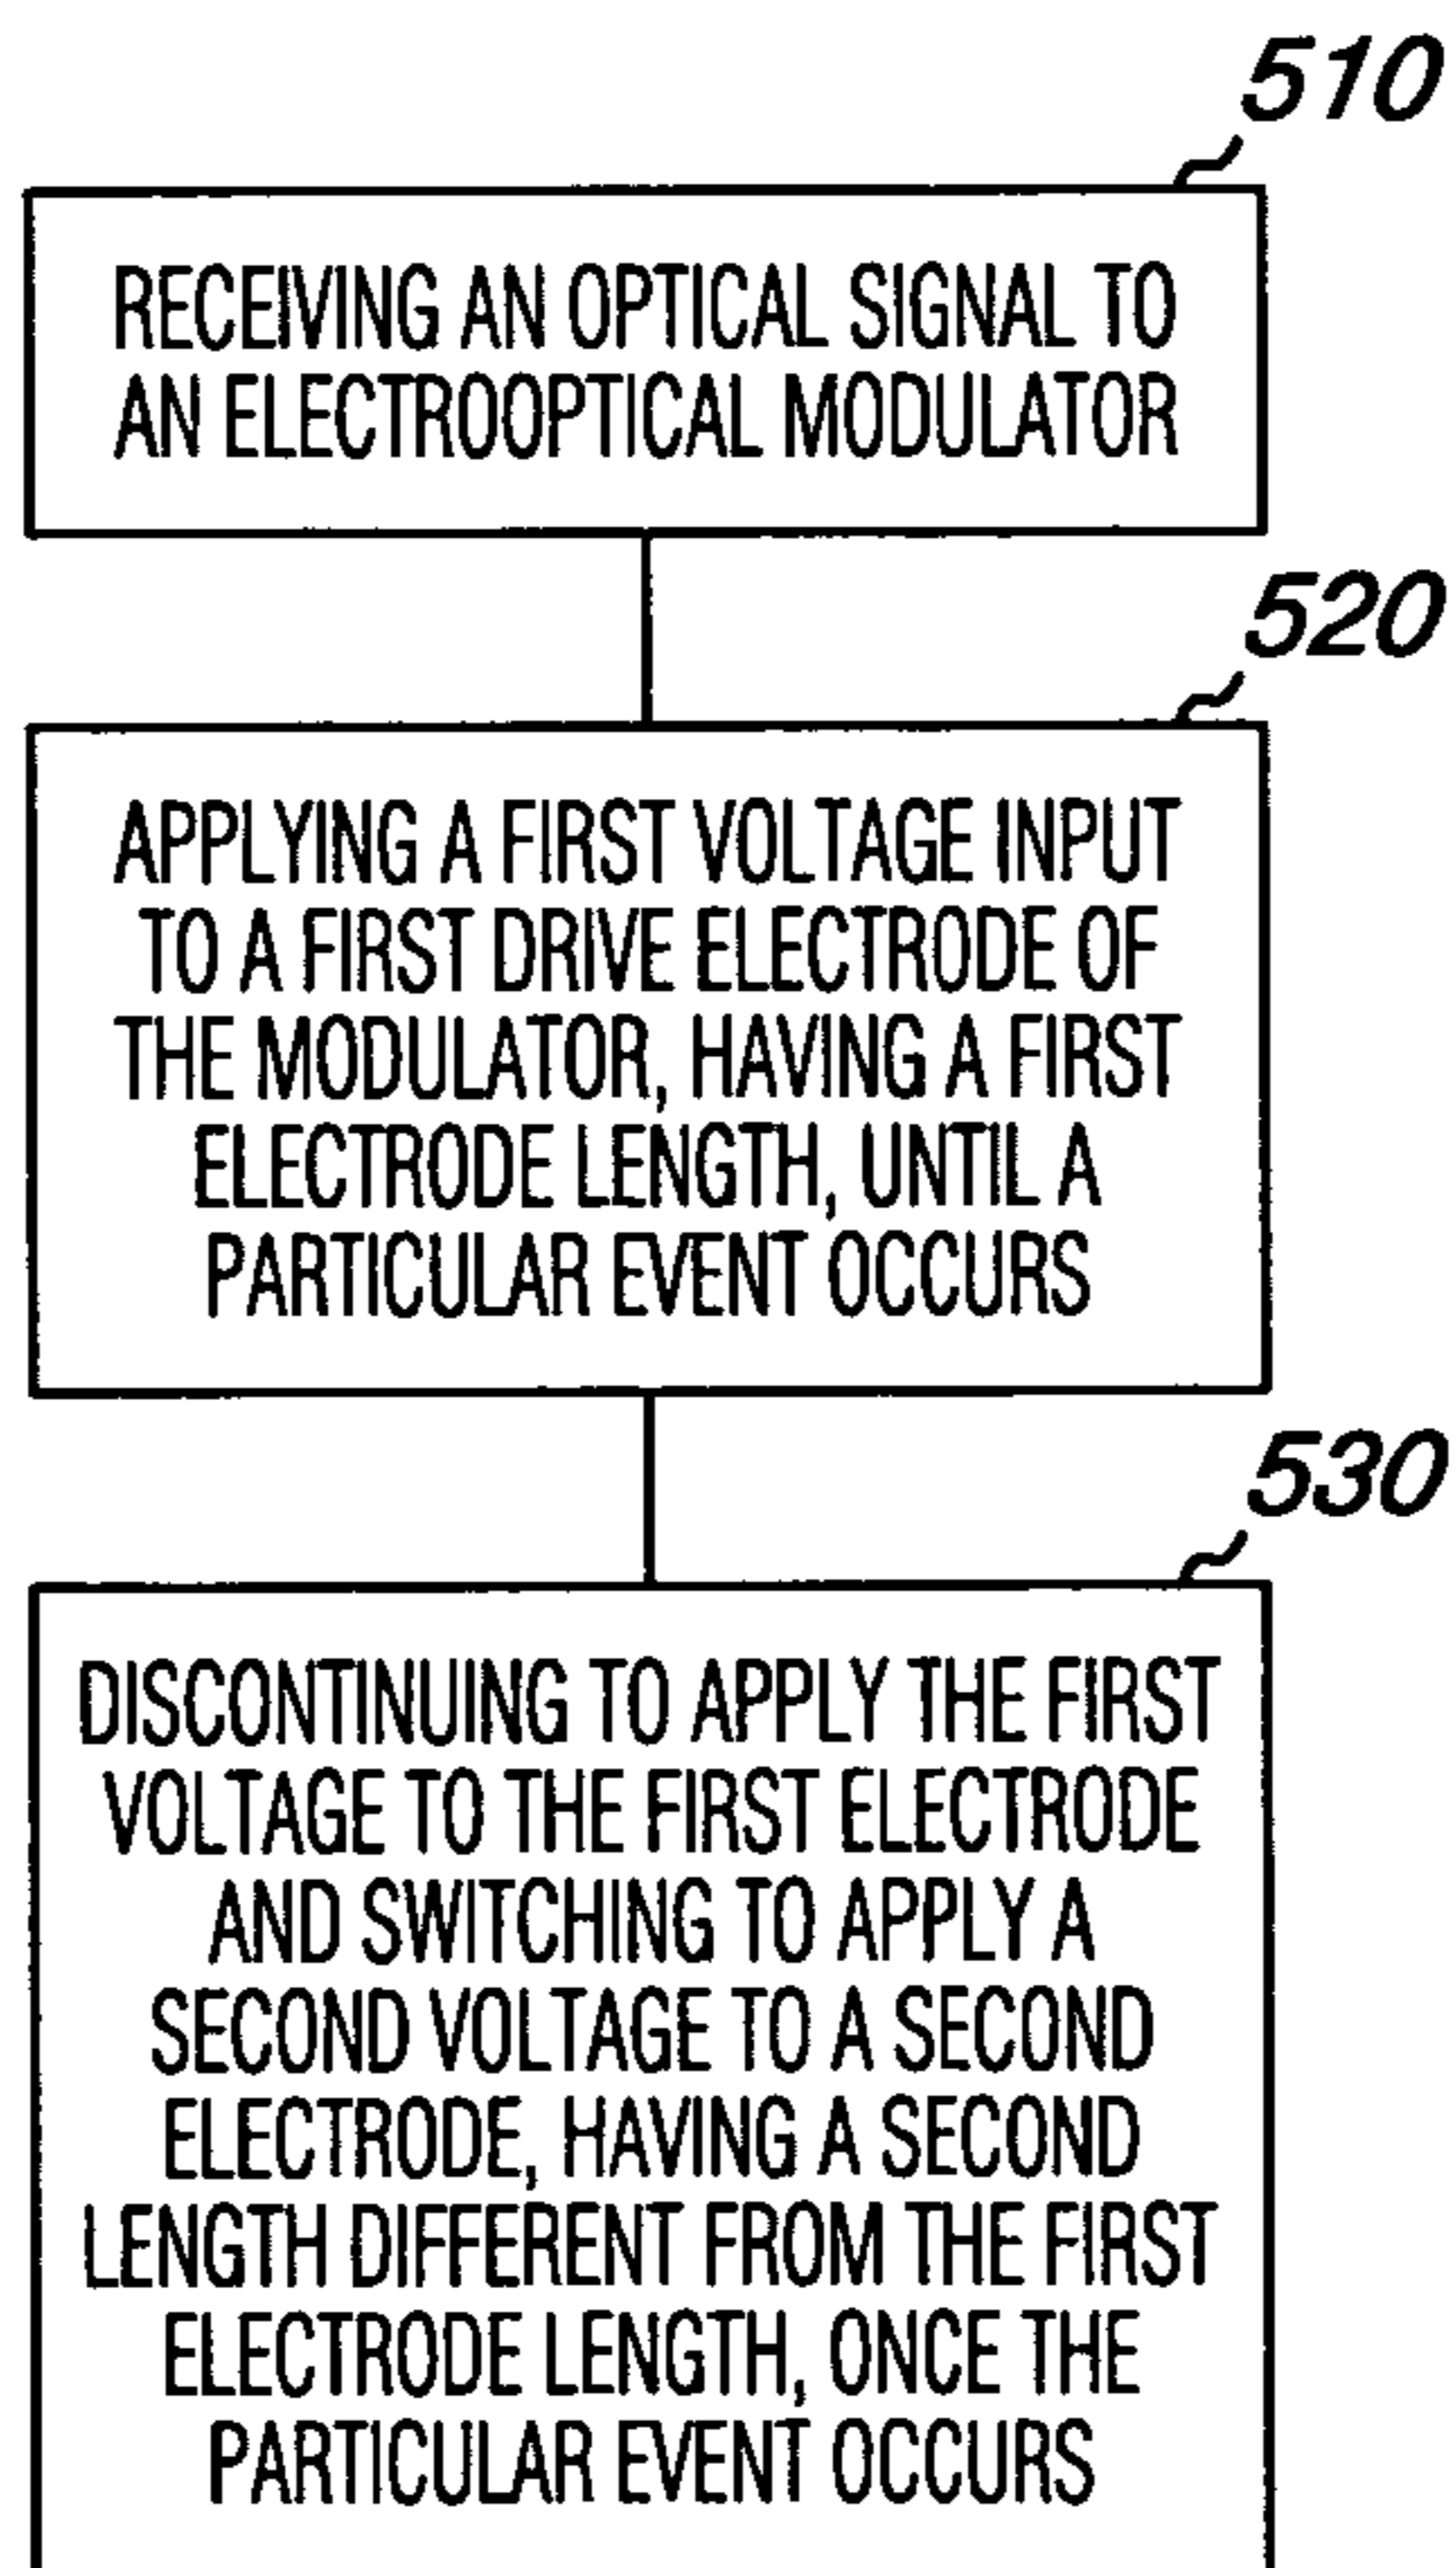 510
RECEIVING AN OPTICAL SIGNAL TO
AN ELECTROOPTICAL MODULATOR
520
APPLYING A FIRST VOLTAGE INPUT
TO A FIRST DRIVE ELECTRODE OF
THE MODULATOR, HAVING A FIRST
ELECTRODE LENGTH, UNTIL A
PARTICULAR EVENT OCCURS
530
DISCONTINUING TO APPLY THE FIRST
VOLTAGE TO THE FIRST ELECTRODE
AND SWITCHING TO APPLY A
SECOND VOLTAGE TO A SECOND
ELECTRODE, HAVING A SECOND
LENGTH DIFFERENT FROM THE FIRST
ELECTRODE LENGTH, ONCE THE
PARTICULAR EVENT OCCURS